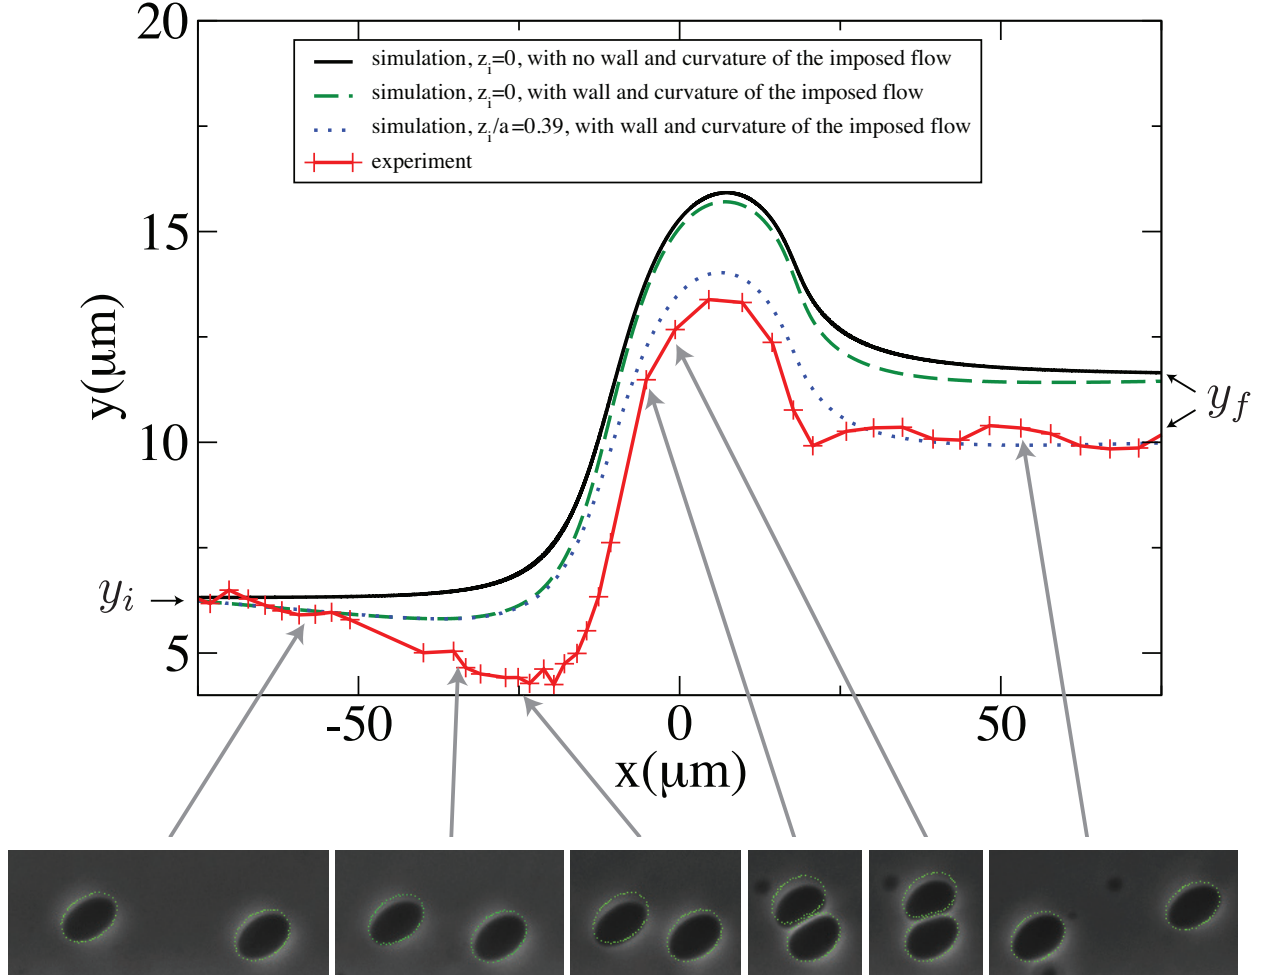 20
simulation, z_i=0, with no wall and curvature of the imposed flow
simulation, z_i=0, with wall and curvature of the imposed flow
simulation, z_i/a=0.39, with wall and curvature of the imposed flow
experiment
15
y(μm)
y_f
10
y_i
5
-50 0 50
x(μm)